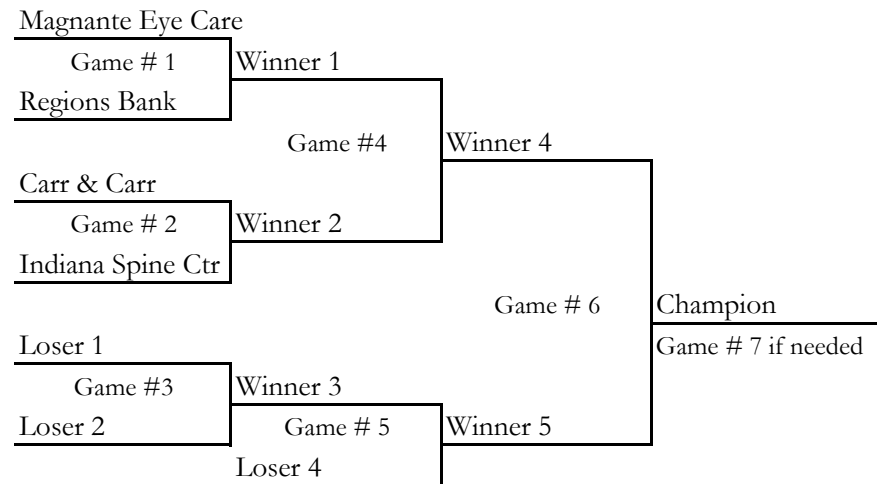 Magnante Eye Care
Game # 1
Winner 1
Regions Bank
Game #4
Winner 4
Carr & Carr
Game # 2
Winner 2
Indiana Spine Ctr
Game # 6
Champion
Game # 7 if needed
Loser 1
Game #3
Winner 3
Loser 2
Game # 5
Winner 5
Loser 4